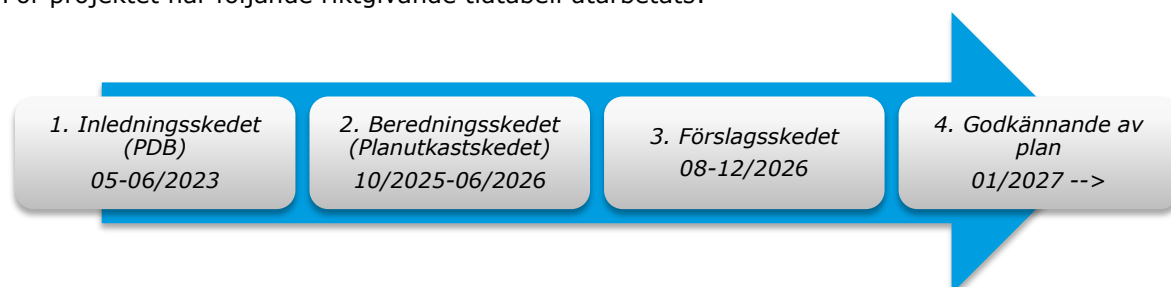 För projektet har följande riktgivande tidtabell utarbetats:
1. Inledningsskedet
(PDB)
05-06/2023
2. Beredningsskedet
(Planutkastskedet)
10/2025-06/2026
3. Förslagsskedet
08-12/2026
4. Godkännande av
plan
01/2027 -->